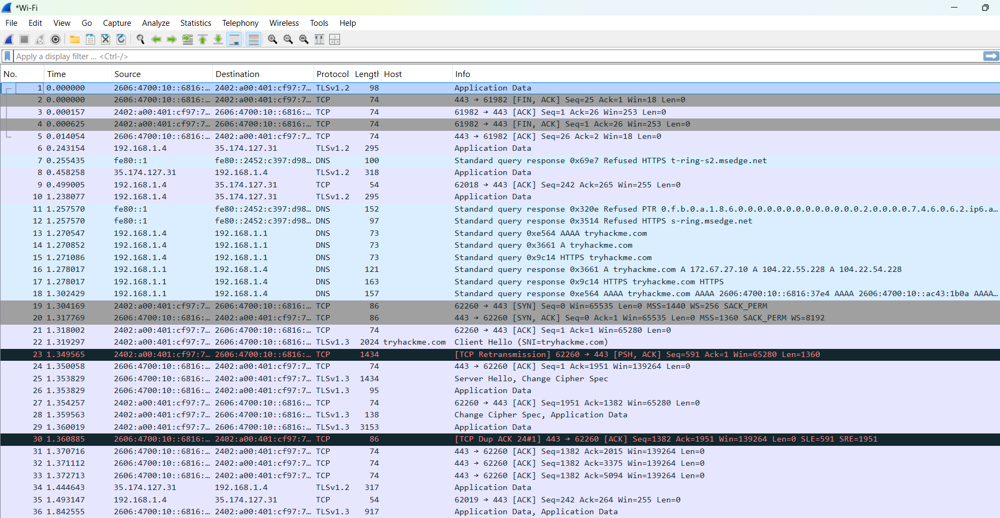 *Wi-Fi
File Edit View Go Capture Analyze Statistics Telephony Wireless Tools Help
Apply a display filter ... <Ctrl-/>
No. Time Source Destination Protocol Length Host Info
1 0.000000 2606:4700:10::6816:… 2402:a00:401:cf97:7… TLSv1.2 98 Application Data
2 0.000000 2606:4700:10::6816:… 2402:a00:401:cf97:7… TCP 74 443 → 61982 [FIN, ACK] Seq=25 Ack=1 Win=18 Len=0
3 0.000157 2402:a00:401:cf97:7… 2606:4700:10::6816:… TCP 74 61982 → 443 [ACK] Seq=1 Ack=26 Win=253 Len=0
4 0.000625 2402:a00:401:cf97:7… 2606:4700:10::6816:… TCP 74 61982 → 443 [FIN, ACK] Seq=1 Ack=26 Win=253 Len=0
5 0.014054 2606:4700:10::6816:… 2402:a00:401:cf97:7… TCP 74 443 → 61982 [ACK] Seq=26 Ack=2 Win=18 Len=0
6 0.243154 192.168.1.4 35.174.127.31 TLSv1.2 295 Application Data
7 0.255435 fe80::1 fe80::2452:c397:d98… DNS 100 Standard query response 0x69e7 Refused HTTPS t-ring-s2.msedge.net
8 0.458258 35.174.127.31 192.168.1.4 TLSv1.2 318 Application Data
9 0.499005 192.168.1.4 35.174.127.31 TCP 54 62018 → 443 [ACK] Seq=242 Ack=265 Win=255 Len=0
10 1.238077 192.168.1.4 35.174.127.31 TLSv1.2 295 Application Data
11 1.257570 fe80::1 fe80::2452:c397:d98… DNS 152 Standard query response 0x320e Refused PTR 0.f.b.0.a.1.8.6.0.0.0.0.0.0.0.0.0.0.0.0.0.0.2.0.0.0.0.7.4.6.0.6.2.ip6.a…
12 1.257570 fe80::1 fe80::2452:c397:d98… DNS 97 Standard query response 0x3514 Refused HTTPS s-ring.msedge.net
13 1.270547 192.168.1.4 192.168.1.1 DNS 73 Standard query 0xe564 AAAA tryhackme.com
14 1.270852 192.168.1.4 192.168.1.1 DNS 73 Standard query 0x3661 A tryhackme.com
15 1.271086 192.168.1.4 192.168.1.1 DNS 73 Standard query 0x9c14 HTTPS tryhackme.com
16 1.278017 192.168.1.1 192.168.1.4 DNS 121 Standard query response 0x3661 A tryhackme.com A 172.67.27.10 A 104.22.55.228 A 104.22.54.228
17 1.278017 192.168.1.1 192.168.1.4 DNS 163 Standard query response 0x9c14 HTTPS tryhackme.com HTTPS
18 1.302429 192.168.1.1 192.168.1.4 DNS 157 Standard query response 0xe564 AAAA tryhackme.com AAAA 2606:4700:10::6816:37e4 AAAA 2606:4700:10::ac43:1b0a AAAA…
19 1.304169 2402:a00:401:cf97:7… 2606:4700:10::6816:… TCP 86 62260 → 443 [SYN] Seq=0 Win=65535 Len=0 MSS=1440 WS=256 SACK_PERM
20 1.317769 2606:4700:10::6816:… 2402:a00:401:cf97:7… TCP 86 443 → 62260 [SYN, ACK] Seq=0 Ack=1 Win=65535 Len=0 MSS=1360 SACK_PERM WS=8192
21 1.318002 2402:a00:401:cf97:7… 2606:4700:10::6816:… TCP 74 62260 → 443 [ACK] Seq=1 Ack=1 Win=65280 Len=0
22 1.319297 2402:a00:401:cf97:7… 2606:4700:10::6816:… TLSv1.3 2024 tryhackme.com Client Hello (SNI=tryhackme.com)
23 1.349565 2402:a00:401:cf97:7… 2606:4700:10::6816:… TCP 1434 [TCP Retransmission] 62260 → 443 [PSH, ACK] Seq=591 Ack=1 Win=65280 Len=1360
24 1.350058 2606:4700:10::6816:… 2402:a00:401:cf97:7… TCP 74 443 → 62260 [ACK] Seq=1 Ack=1951 Win=139264 Len=0
25 1.353829 2606:4700:10::6816:… 2402:a00:401:cf97:7… TLSv1.3 1434 Server Hello, Change Cipher Spec
26 1.353829 2606:4700:10::6816:… 2402:a00:401:cf97:7… TLSv1.3 95 Application Data
27 1.354257 2402:a00:401:cf97:7… 2606:4700:10::6816:… TCP 74 62260 → 443 [ACK] Seq=1951 Ack=1382 Win=65280 Len=0
28 1.359563 2402:a00:401:cf97:7… 2606:4700:10::6816:… TLSv1.3 138 Change Cipher Spec, Application Data
29 1.360019 2402:a00:401:cf97:7… 2606:4700:10::6816:… TLSv1.3 3153 Application Data
30 1.360885 2606:4700:10::6816:… 2402:a00:401:cf97:7… TCP 86 [TCP Dup ACK 24#1] 443 → 62260 [ACK] Seq=1382 Ack=1951 Win=139264 Len=0 SLE=591 SRE=1951
31 1.370716 2606:4700:10::6816:… 2402:a00:401:cf97:7… TCP 74 443 → 62260 [ACK] Seq=1382 Ack=2015 Win=139264 Len=0
32 1.371112 2606:4700:10::6816:… 2402:a00:401:cf97:7… TCP 74 443 → 62260 [ACK] Seq=1382 Ack=3375 Win=139264 Len=0
33 1.372713 2606:4700:10::6816:… 2402:a00:401:cf97:7… TCP 74 443 → 62260 [ACK] Seq=1382 Ack=5094 Win=139264 Len=0
34 1.444643 35.174.127.31 192.168.1.4 TLSv1.2 317 Application Data
35 1.493147 192.168.1.4 35.174.127.31 TCP 54 62019 → 443 [ACK] Seq=242 Ack=264 Win=255 Len=0
36 1.842555 2606:4700:10::6816:… 2402:a00:401:cf97:7… TLSv1.3 917 Application Data, Application Data